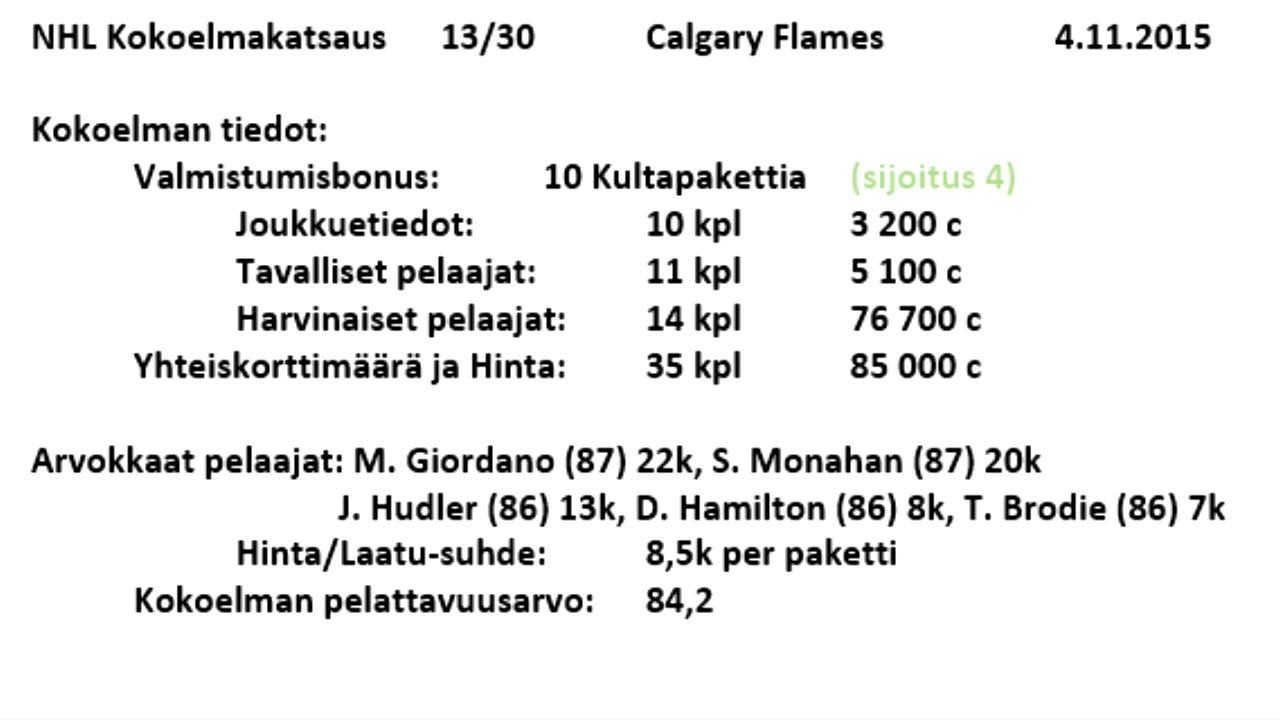 NHL Kokoelmakatsaus 13/30 Calgary Flames 4.11.2015
Kokoelman tiedot:
Valmistumisbonus: 10 Kultapakettia (sijoitus 4)
Joukkuetiedot: 10 kpl 3 200 c
Tavalliset pelaajat: 11 kpl 5 100 c
Harvinaiset pelaajat: 14 kpl 76 700 c
Yhteiskorttimäärä ja Hinta: 35 kpl 85 000 c
Arvokkaat pelaajat: M. Giordano (87) 22k, S. Monahan (87) 20k
J. Hudler (86) 13k, D. Hamilton (86) 8k, T. Brodie (86) 7k
Hinta/Laatu-suhde: 8,5k per paketti
Kokoelman pelattavuusarvo: 84,2